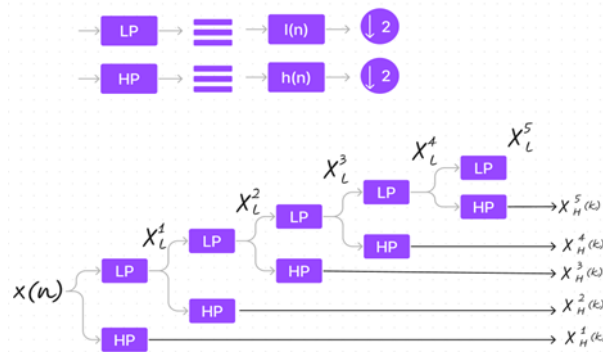 LP l(n) ↓ 2
HP h(n) ↓ 2
X_L^5
X_L^4
X_L^3
LP
LP
X_L^2
HP X_H^5(k)
LP
X_L^1
LP
HP X_H^4(k)
LP
HP X_H^3(k)
x(n)
HP X_H^2(k)
HP X_H^1(k)